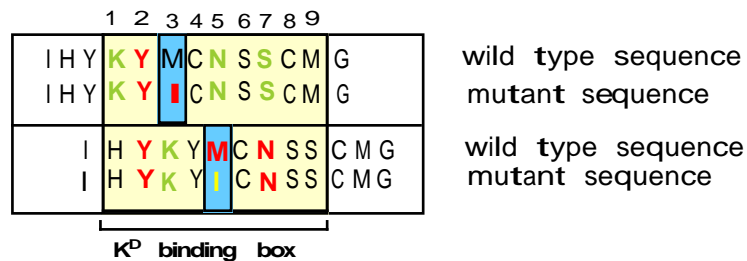 1 2 3 4 5 6 7 8 9
I H Y K Y M C N S S C M G wild type sequence
I H Y K Y I C N S S C M G mutant sequence
I H Y K Y M C N S S C M G wild type sequence
I H Y K Y I C N S S C M G mutant sequence
Kᴰ binding box